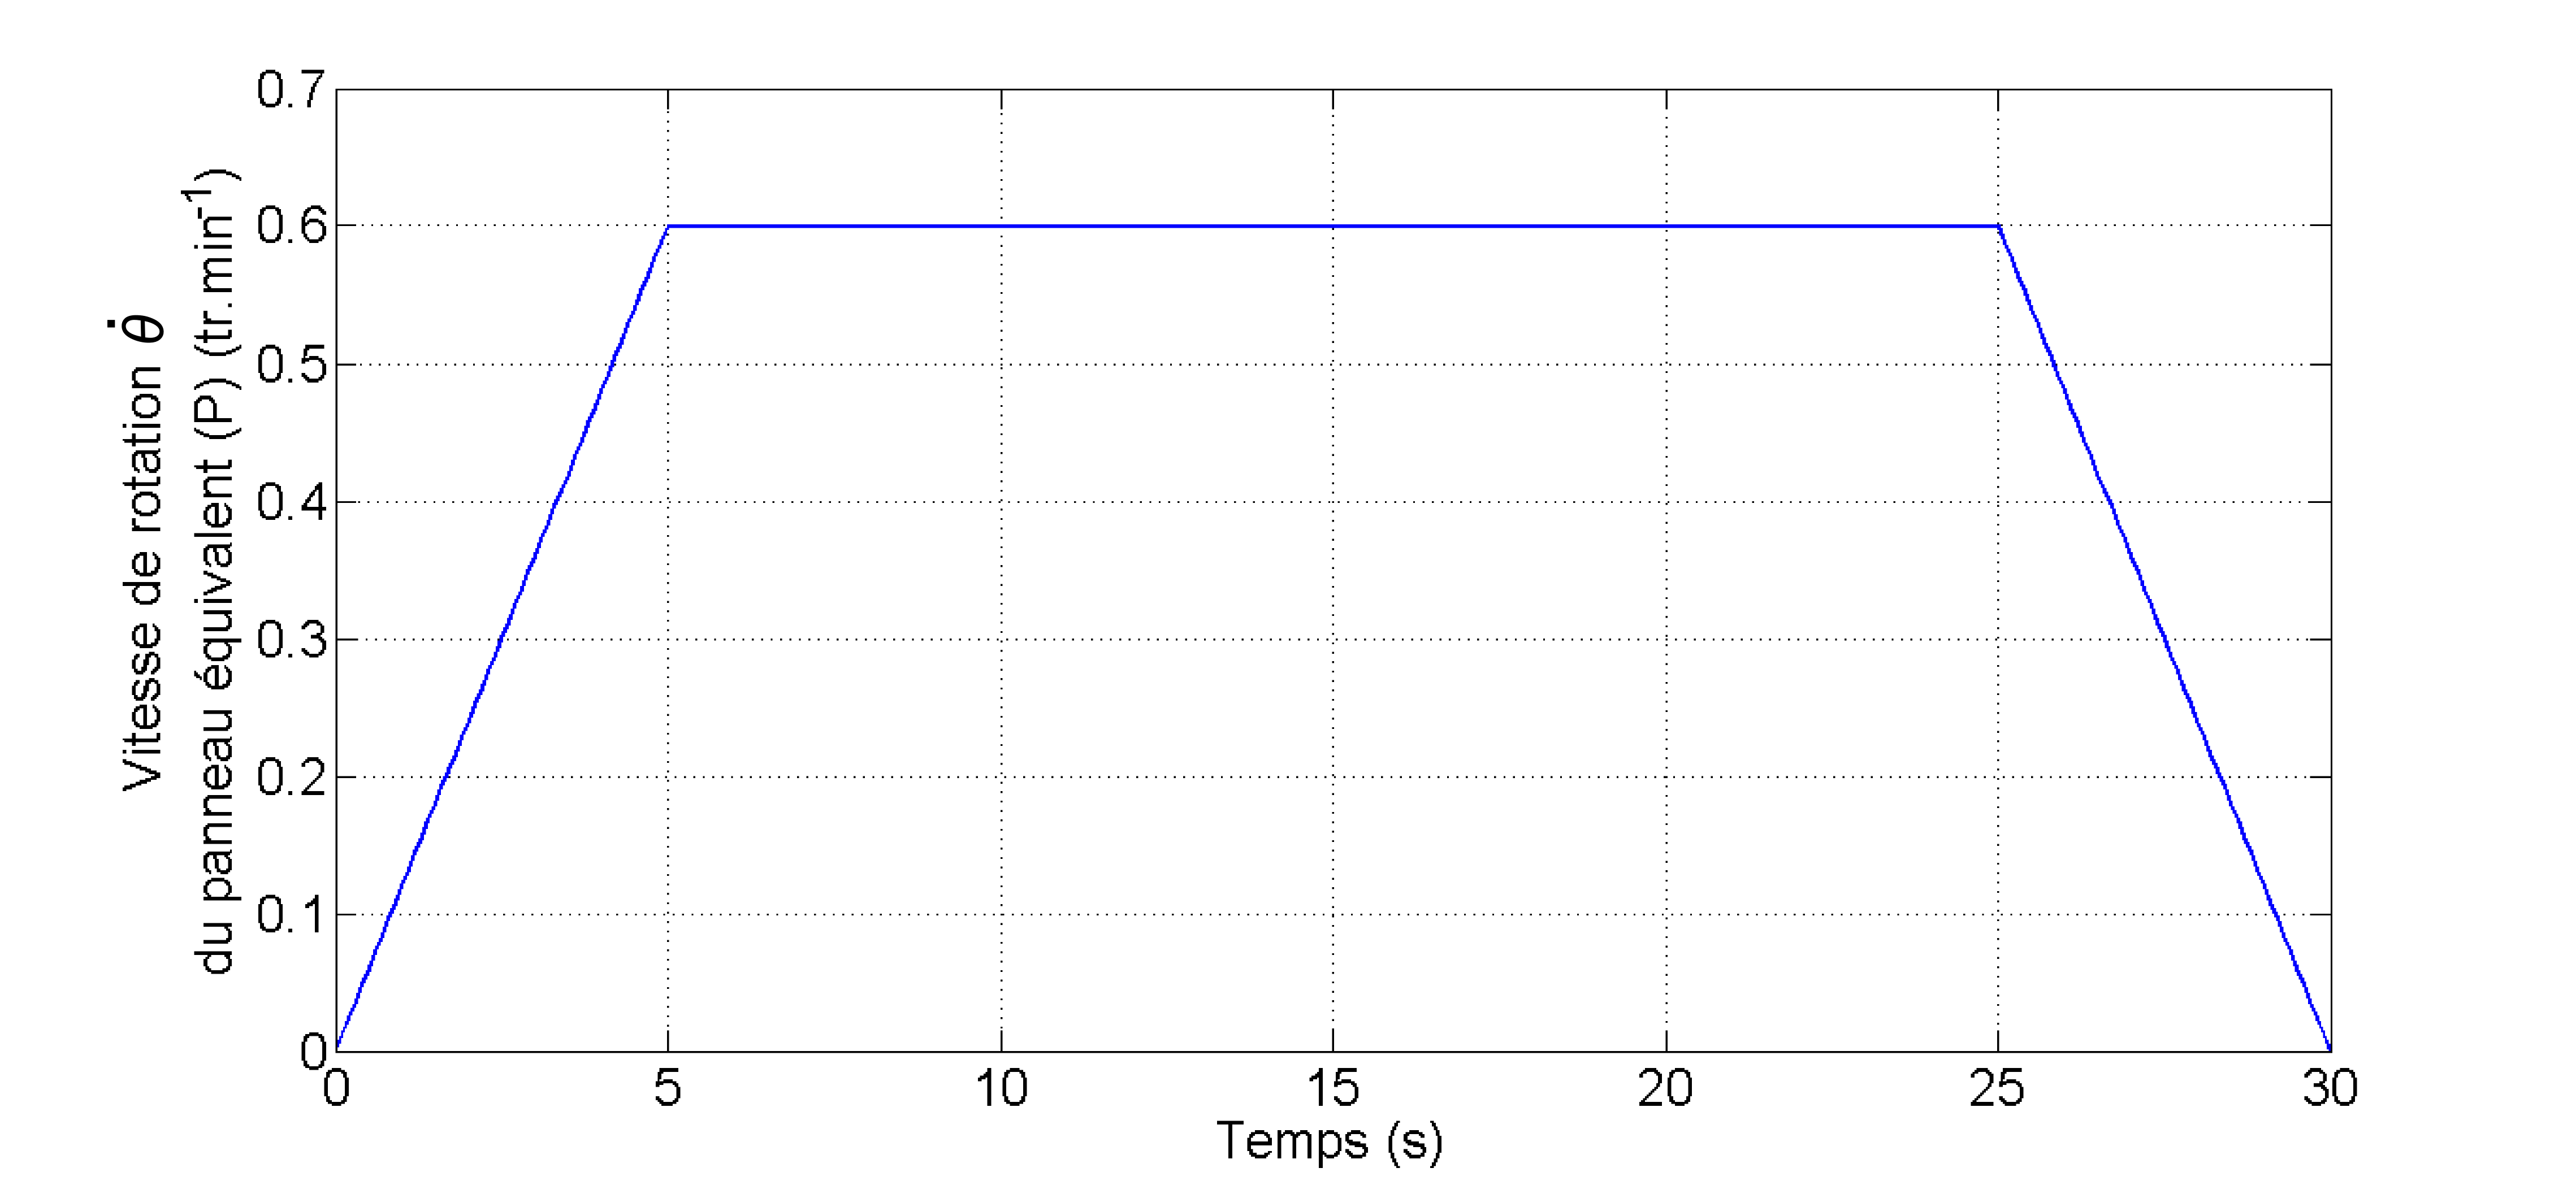 Vitesse de rotation θ̇
du panneau équivalent (P) (tr.min⁻¹)
0.7
0.6
0.5
0.4
0.3
0.2
0.1
0
0 5 10 15 20 25 30
Temps (s)